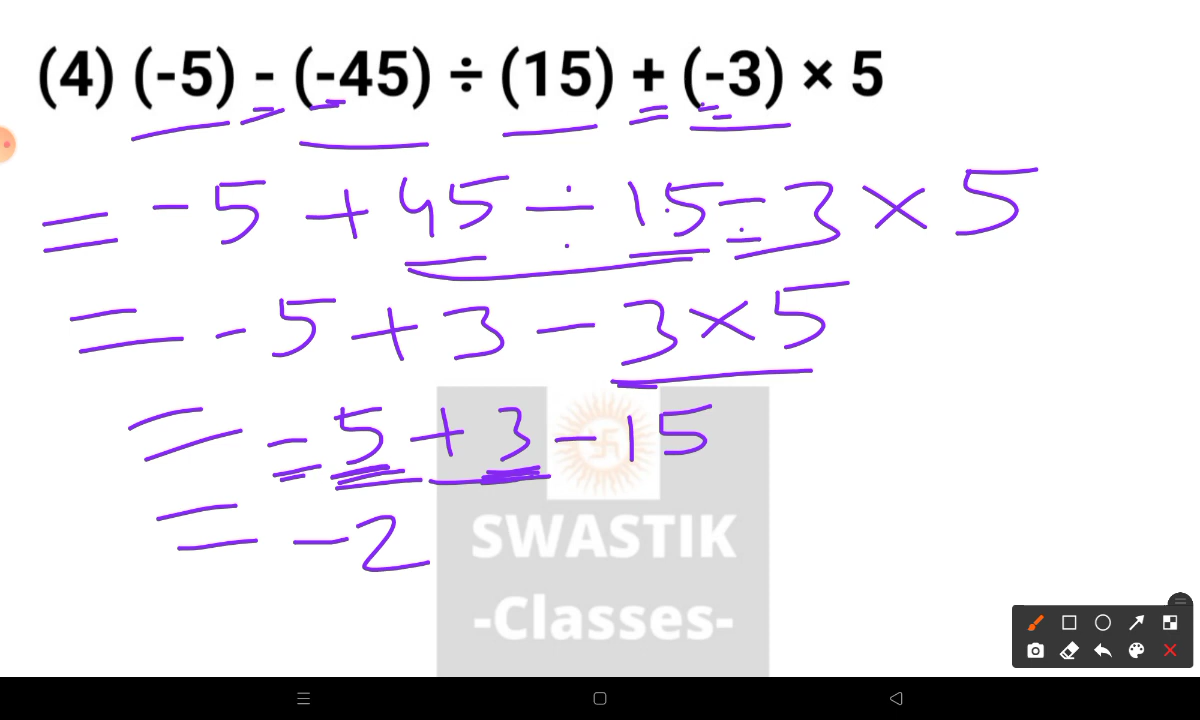 (4) (-5) - (-45) ÷ (15) + (-3) × 5
= -5 + 45 ÷ 15 - 3 × 5
= -5 + 3 - 3 × 5
= -5 + 3 - 15
= -2
SWASTIK
-Classes-